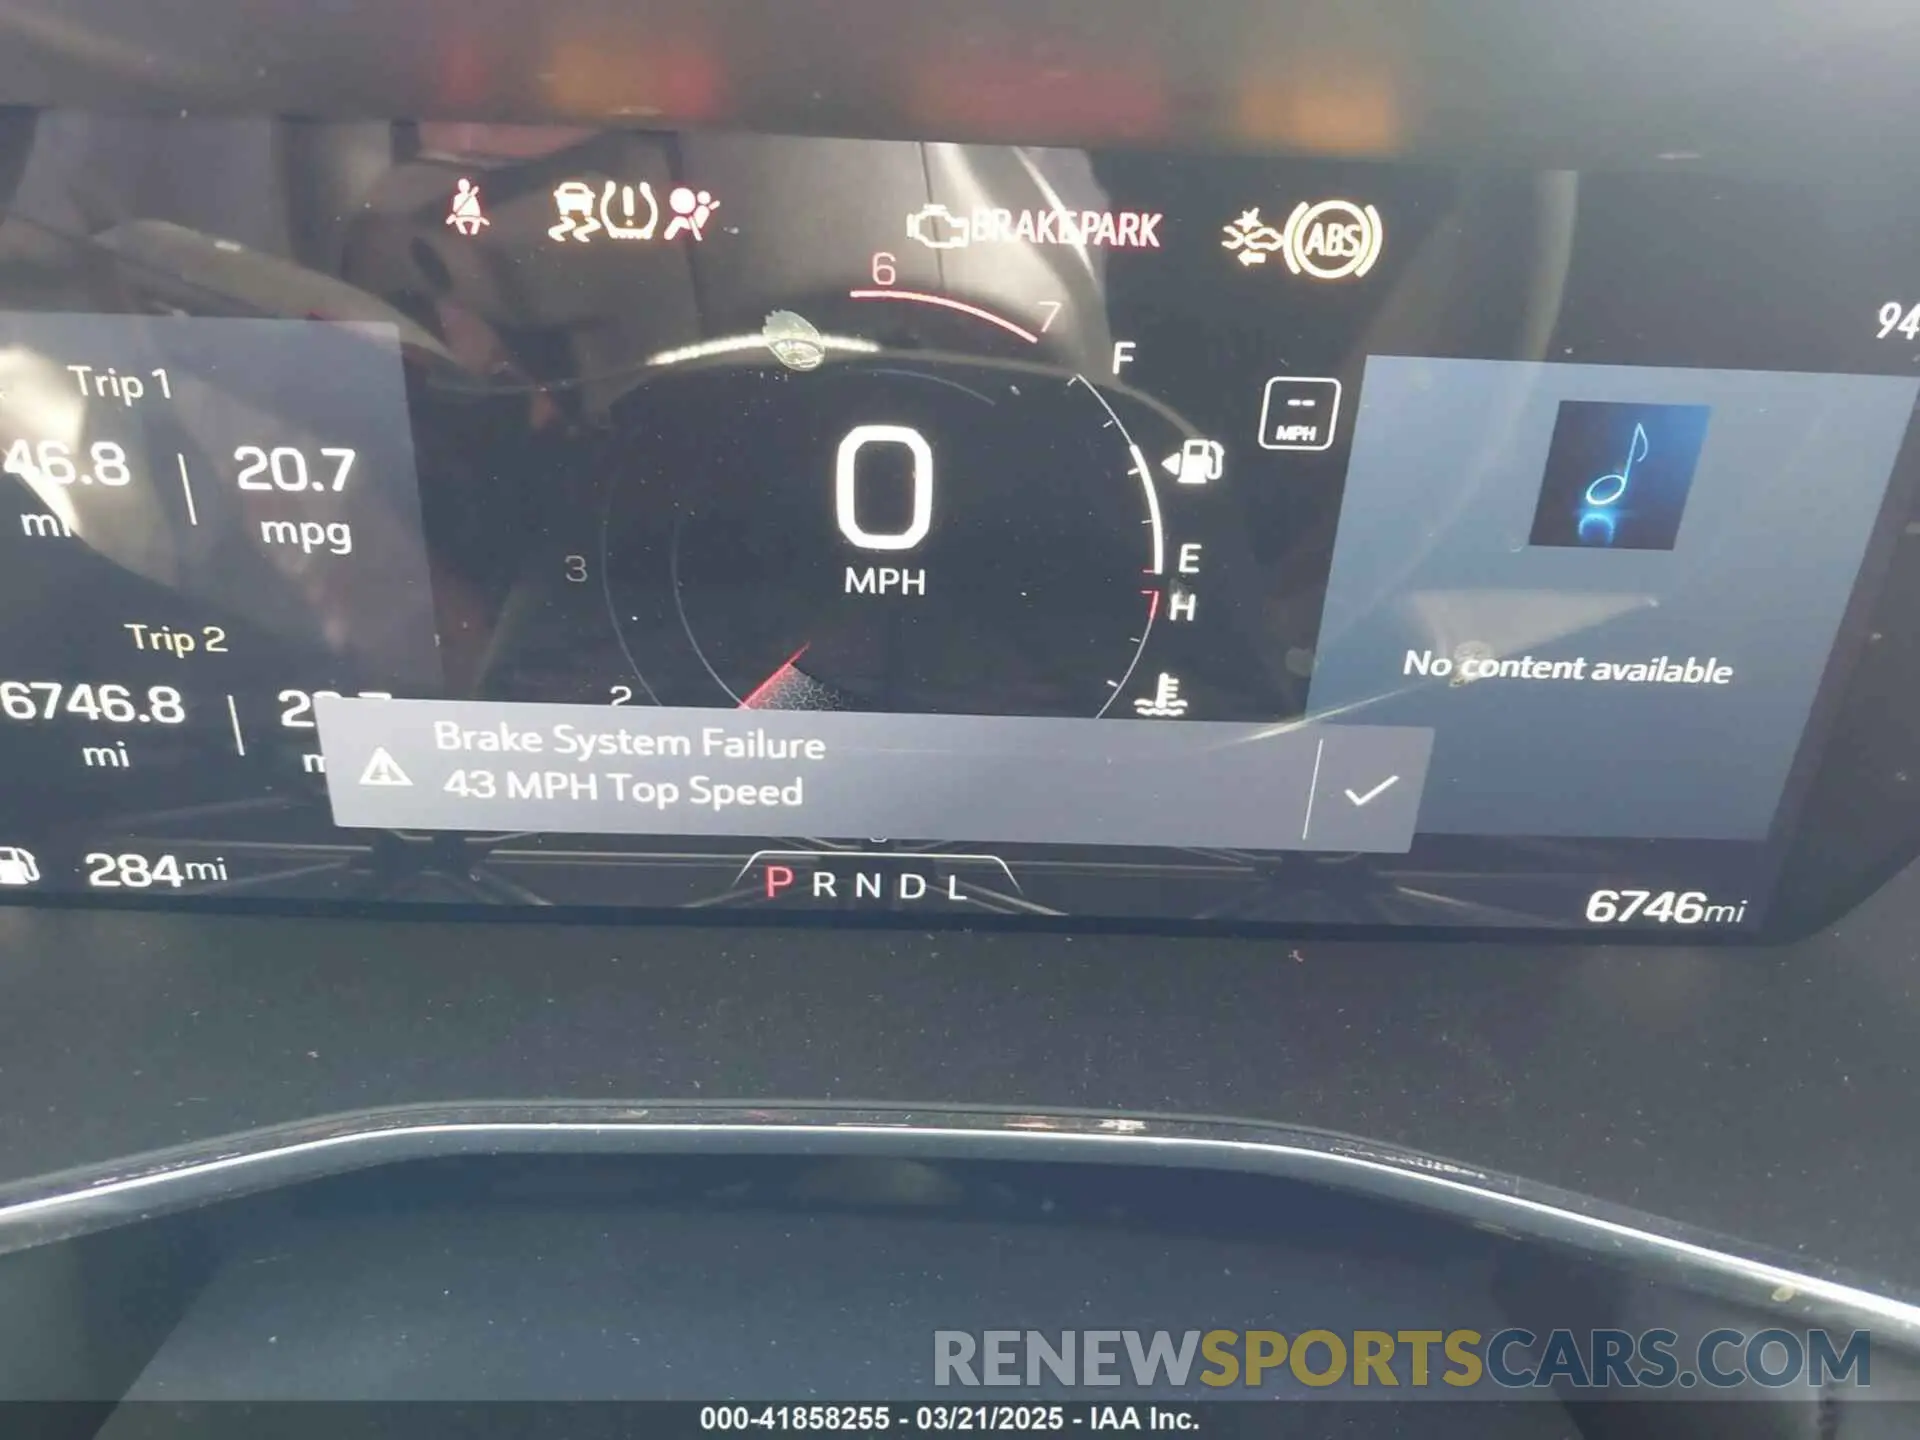 BRAKE PARK
ABS
6
7
94
F
Trip 1
46.8
20.7
mi
mpg
--
MPH
0
MPH
3
E
H
Trip 2
No content available
2
6746.8
mi
Brake System Failure
43 MPH Top Speed
284mi
P R N D L
6746mi
RENEWSPORTSCARS.COM
000-41858255 - 03/21/2025 - IAA Inc.